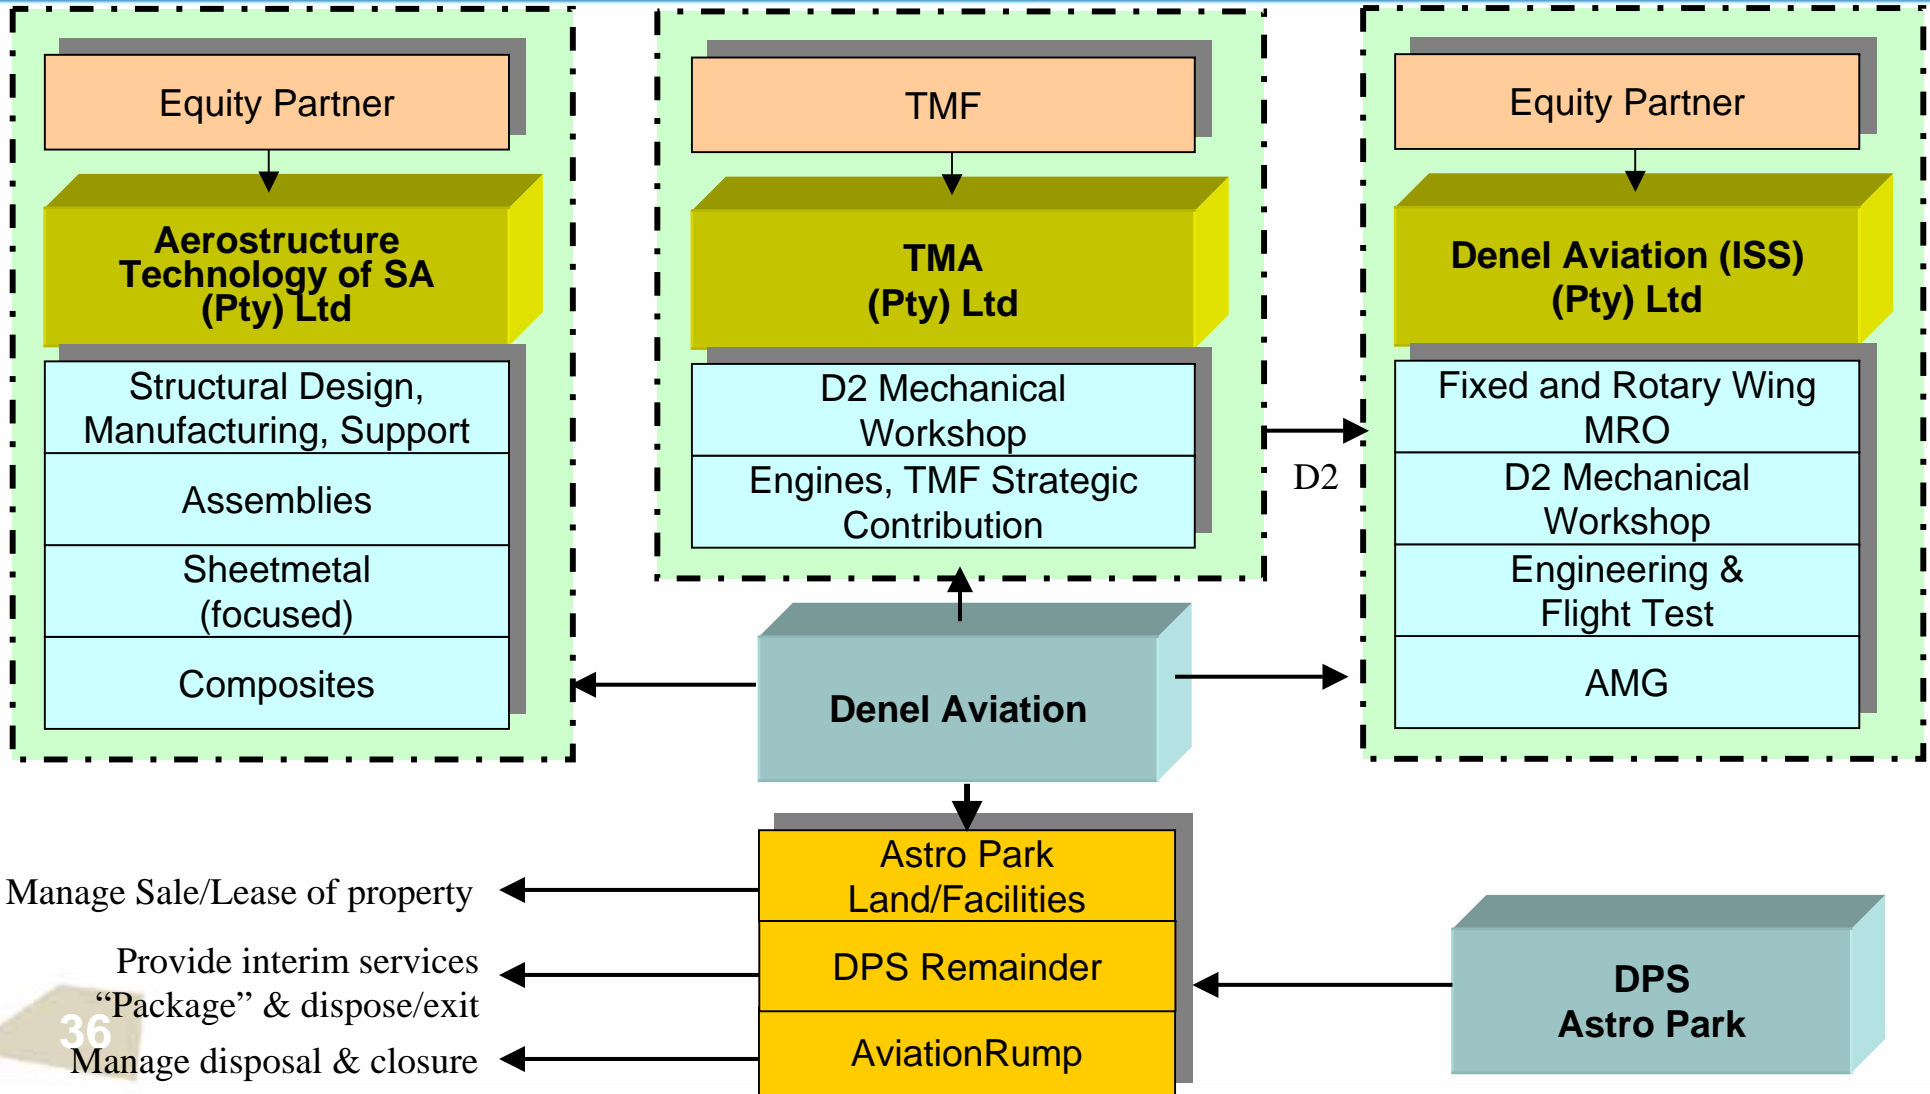 Equity Partner
Aerostructure
Technology of SA
(Pty) Ltd
Structural Design,
Manufacturing, Support
Assemblies
Sheetmetal
(focused)
Composites
TMF
TMA
(Pty) Ltd
D2 Mechanical
Workshop
Engines, TMF Strategic
Contribution
D2
Equity Partner
Denel Aviation (ISS)
(Pty) Ltd
Fixed and Rotary Wing
MRO
D2 Mechanical
Workshop
Engineering &
Flight Test
AMG
Denel Aviation
Astro Park
Land/Facilities
DPS Remainder
AviationRump
Manage Sale/Lease of property
Provide interim services
“Package” & dispose/exit
Manage disposal & closure
DPS
Astro Park
36